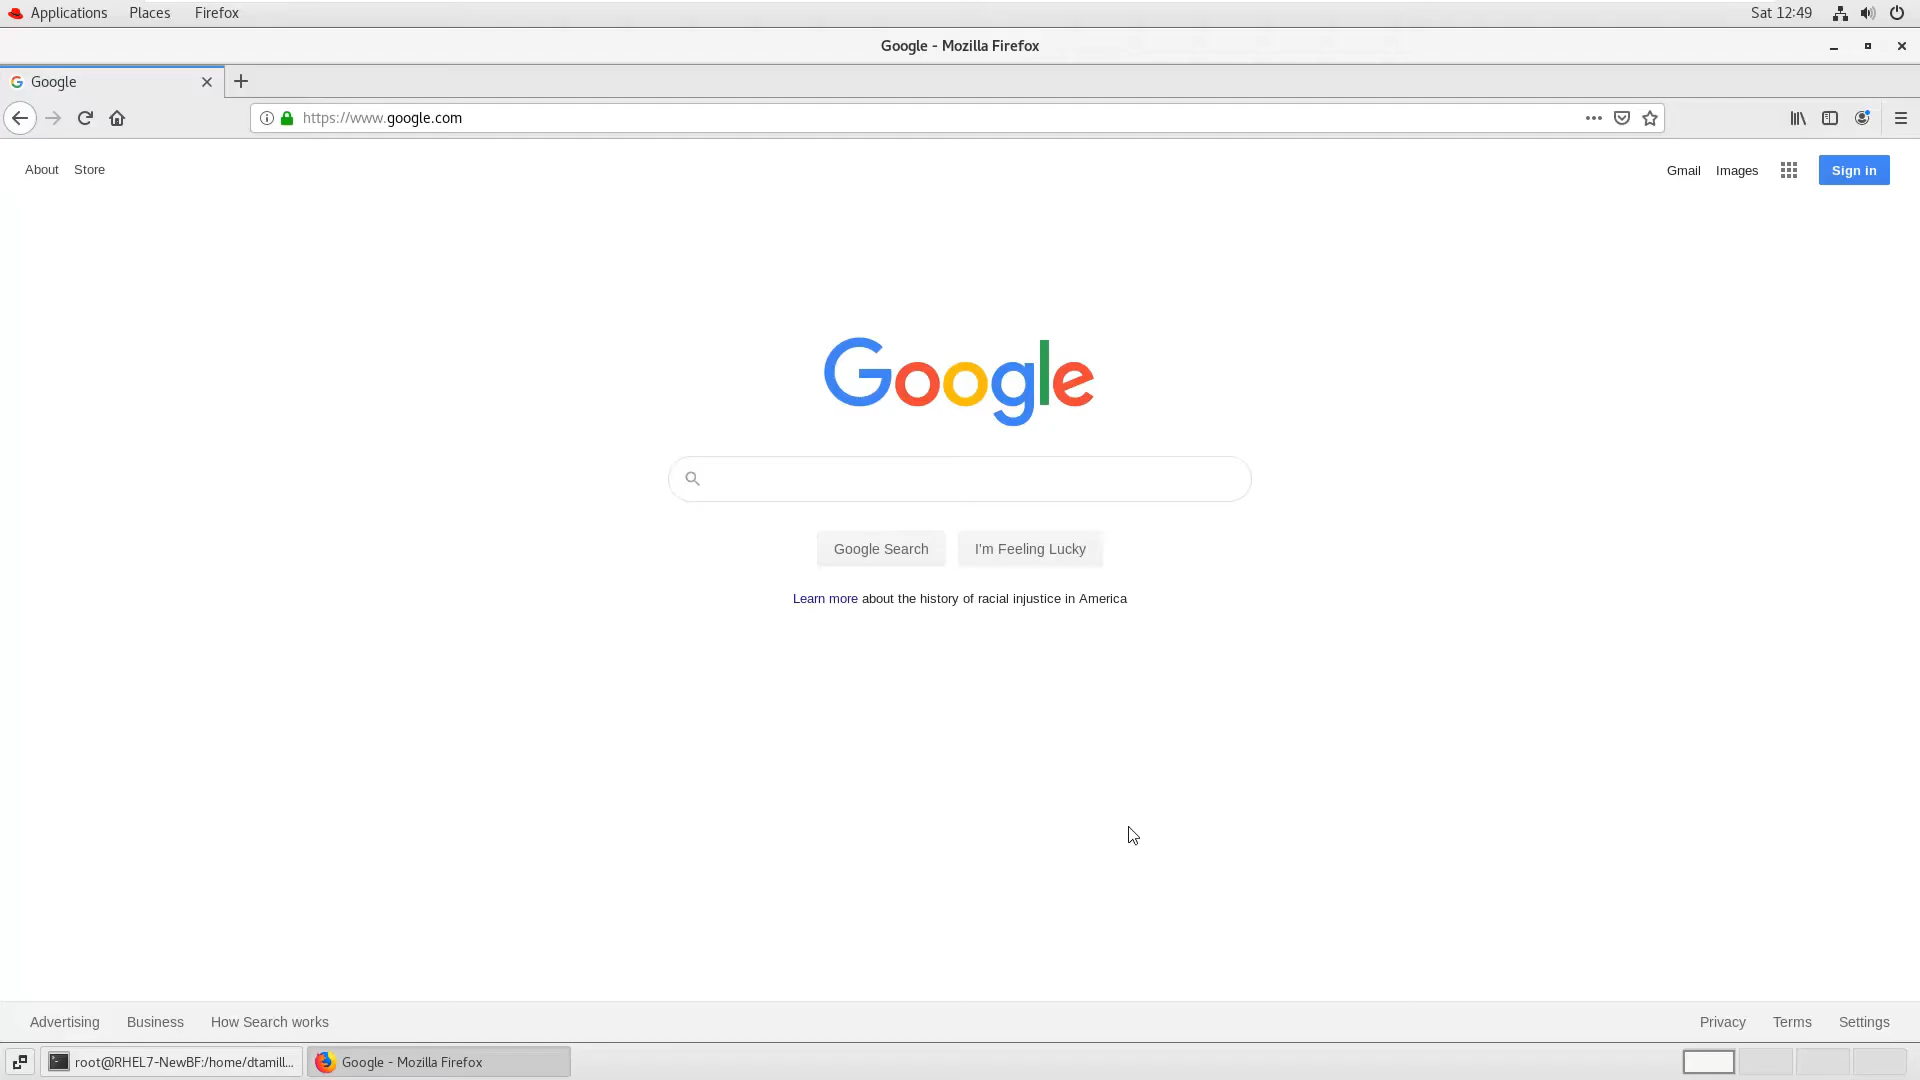 Applications Places Firefox Sat 12:49
Google - Mozilla Firefox
Google
https://www.google.com
About Store Gmail Images Sign in
Google
Google Search I'm Feeling Lucky
Learn more about the history of racial injustice in America
Advertising Business How Search works Privacy Terms Settings
root@RHEL7-NewBF:/home/dtamill... Google - Mozilla Firefox